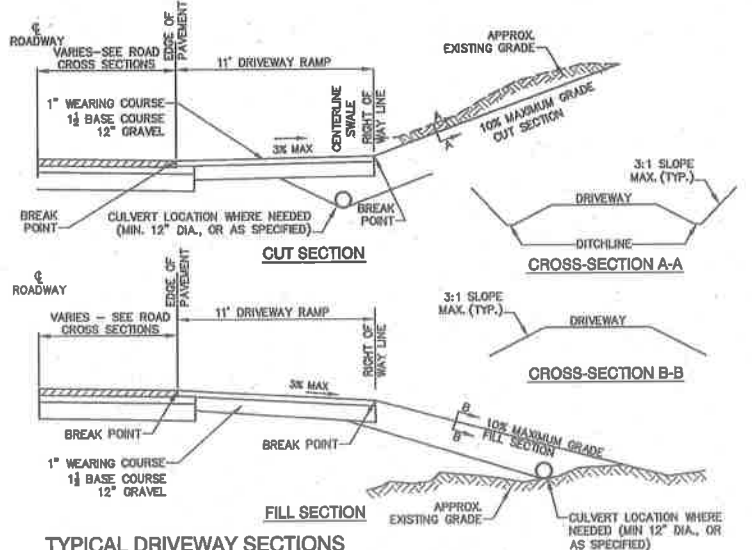 ℄
ROADWAY
VARIES-SEE ROAD
CROSS SECTIONS
EDGE OF
PAVEMENT
11' DRIVEWAY RAMP
APPROX.
EXISTING GRADE
1" WEARING COURSE
1½ BASE COURSE
12" GRAVEL
3% MAX
CENTERLINE
SWALE
RIGHT OF
WAY LINE
A
A
10% MAXIMUM GRADE
CUT SECTION
BREAK
POINT
CULVERT LOCATION WHERE NEEDED
(MIN. 12" DIA., OR AS SPECIFIED)
BREAK
POINT
CUT SECTION
3:1 SLOPE
MAX. (TYP.)
DRIVEWAY
DITCHLINE
CROSS-SECTION A-A
℄
ROADWAY
EDGE OF
PAVEMENT
VARIES - SEE ROAD
CROSS SECTIONS
11' DRIVEWAY RAMP
RIGHT OF
WAY LINE
3:1 SLOPE
MAX. (TYP.)
DRIVEWAY
CROSS-SECTION B-B
3% MAX
BREAK POINT
BREAK POINT
B
B
10% MAXIMUM GRADE
FILL SECTION
1" WEARING COURSE
1½ BASE COURSE
12" GRAVEL
FILL SECTION
APPROX.
EXISTING GRADE
CULVERT LOCATION WHERE
NEEDED (MIN 12" DIA., OR
AS SPECIFIED)
TYPICAL DRIVEWAY SECTIONS